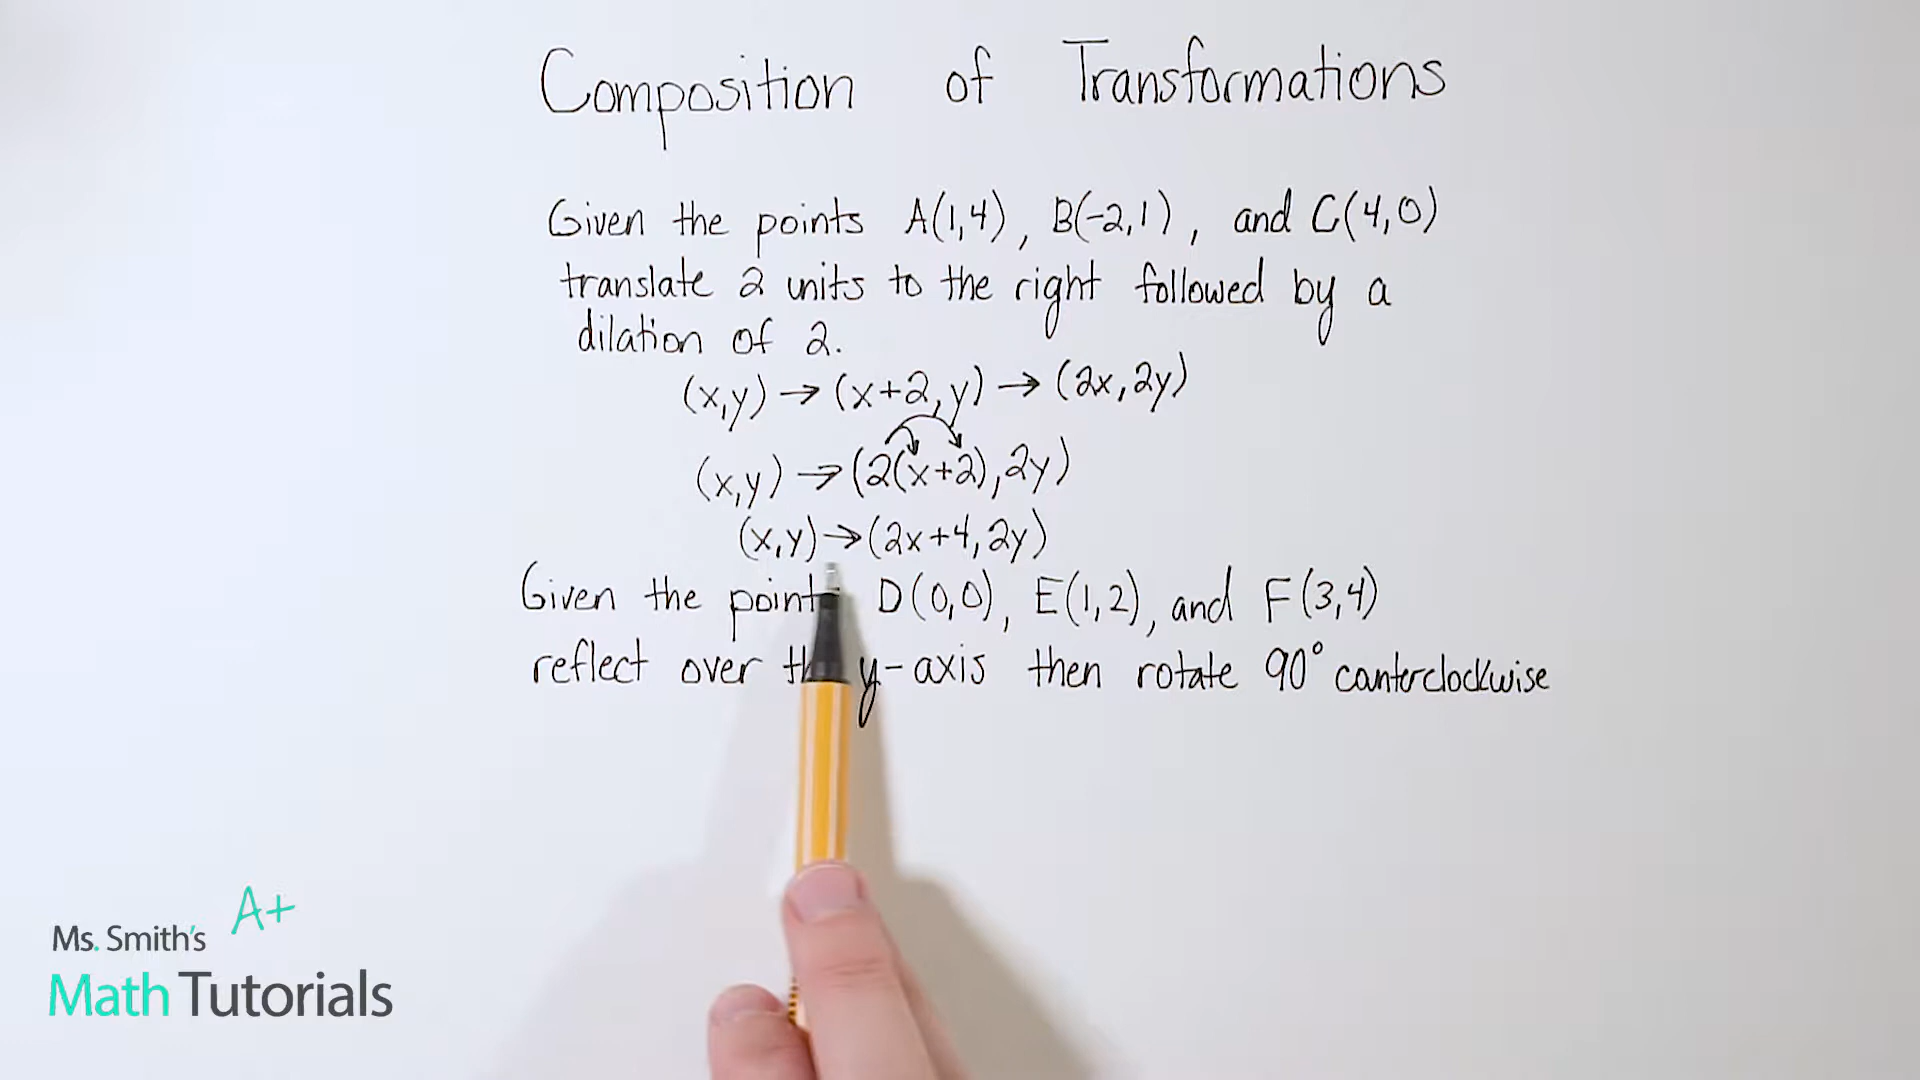 Composition of Transformations
Given the points A(1,4), B(-2,1), and C(4,0)
translate 2 units to the right followed by a
dilation of 2.
(x,y)→(x+2,y)→(2x,2y)
(x,y)→(2(x+2),2y)
(x,y)→(2x+4,2y)
Given the D(0,0), E(1,2), and F(3,4)
reflect over y-axis then rotate 90° canterclockwise
A+
Ms. Smith's
Math Tutorials